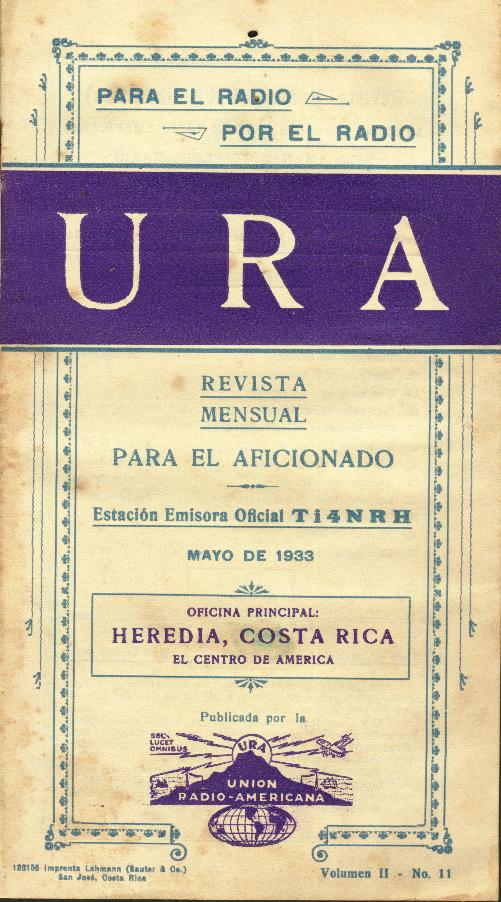 PARA EL RADIO
POR EL RADIO
URA
REVISTA
MENSUAL
PARA EL AFICIONADO
Estación Emisora Oficial Ti4NRH
MAYO DE 1933
OFICINA PRINCIPAL:
HEREDIA, COSTA RICA
EL CENTRO DE AMERICA
Publicada por la
SOL
LUCET
OMNIBUS
URA
UNION
RADIO-AMERICANA
Imprenta Lehmann (Sauter & Co.)
San José, Costa Rica
Volumen II - No. 11